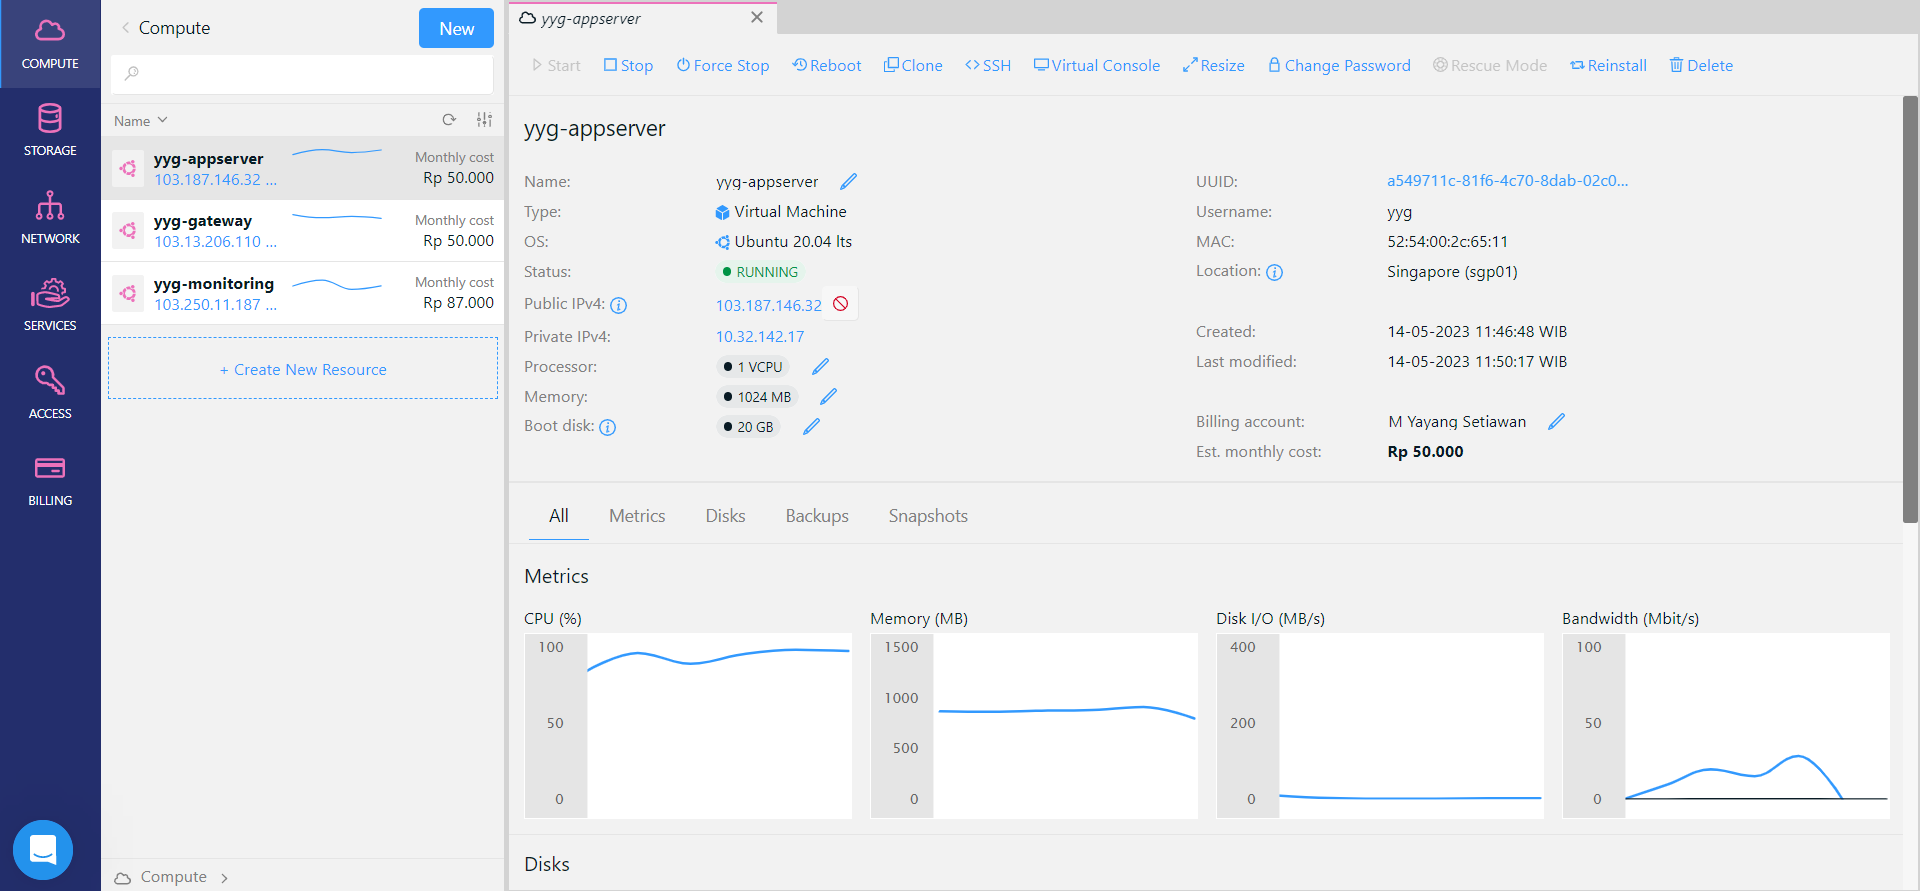 COMPUTE
STORAGE
NETWORK
SERVICES
ACCESS
BILLING
Compute
New
Name
yyg-appserver
103.187.146.32 ...
Monthly cost
Rp 50.000
yyg-gateway
103.13.206.110 ...
Monthly cost
Rp 50.000
yyg-monitoring
103.250.11.187 ...
Monthly cost
Rp 87.000
+ Create New Resource
Compute
yyg-appserver
Start Stop Force Stop Reboot Clone SSH Virtual Console Resize Change Password Rescue Mode Reinstall Delete
yyg-appserver
Name: yyg-appserver
Type: Virtual Machine
OS: Ubuntu 20.04 lts
Status: RUNNING
Public IPv4: 103.187.146.32
Private IPv4: 10.32.142.17
Processor: 1 VCPU
Memory: 1024 MB
Boot disk: 20 GB
UUID: a549711c-81f6-4c70-8dab-02c0...
Username: yyg
MAC: 52:54:00:2c:65:11
Location: Singapore (sgp01)
Created: 14-05-2023 11:46:48 WIB
Last modified: 14-05-2023 11:50:17 WIB
Billing account: M Yayang Setiawan
Est. monthly cost: Rp 50.000
All Metrics Disks Backups Snapshots
Metrics
CPU (%)
100
50
0
Memory (MB)
1500
1000
500
0
Disk I/O (MB/s)
400
200
0
Bandwidth (Mbit/s)
100
50
0
Disks